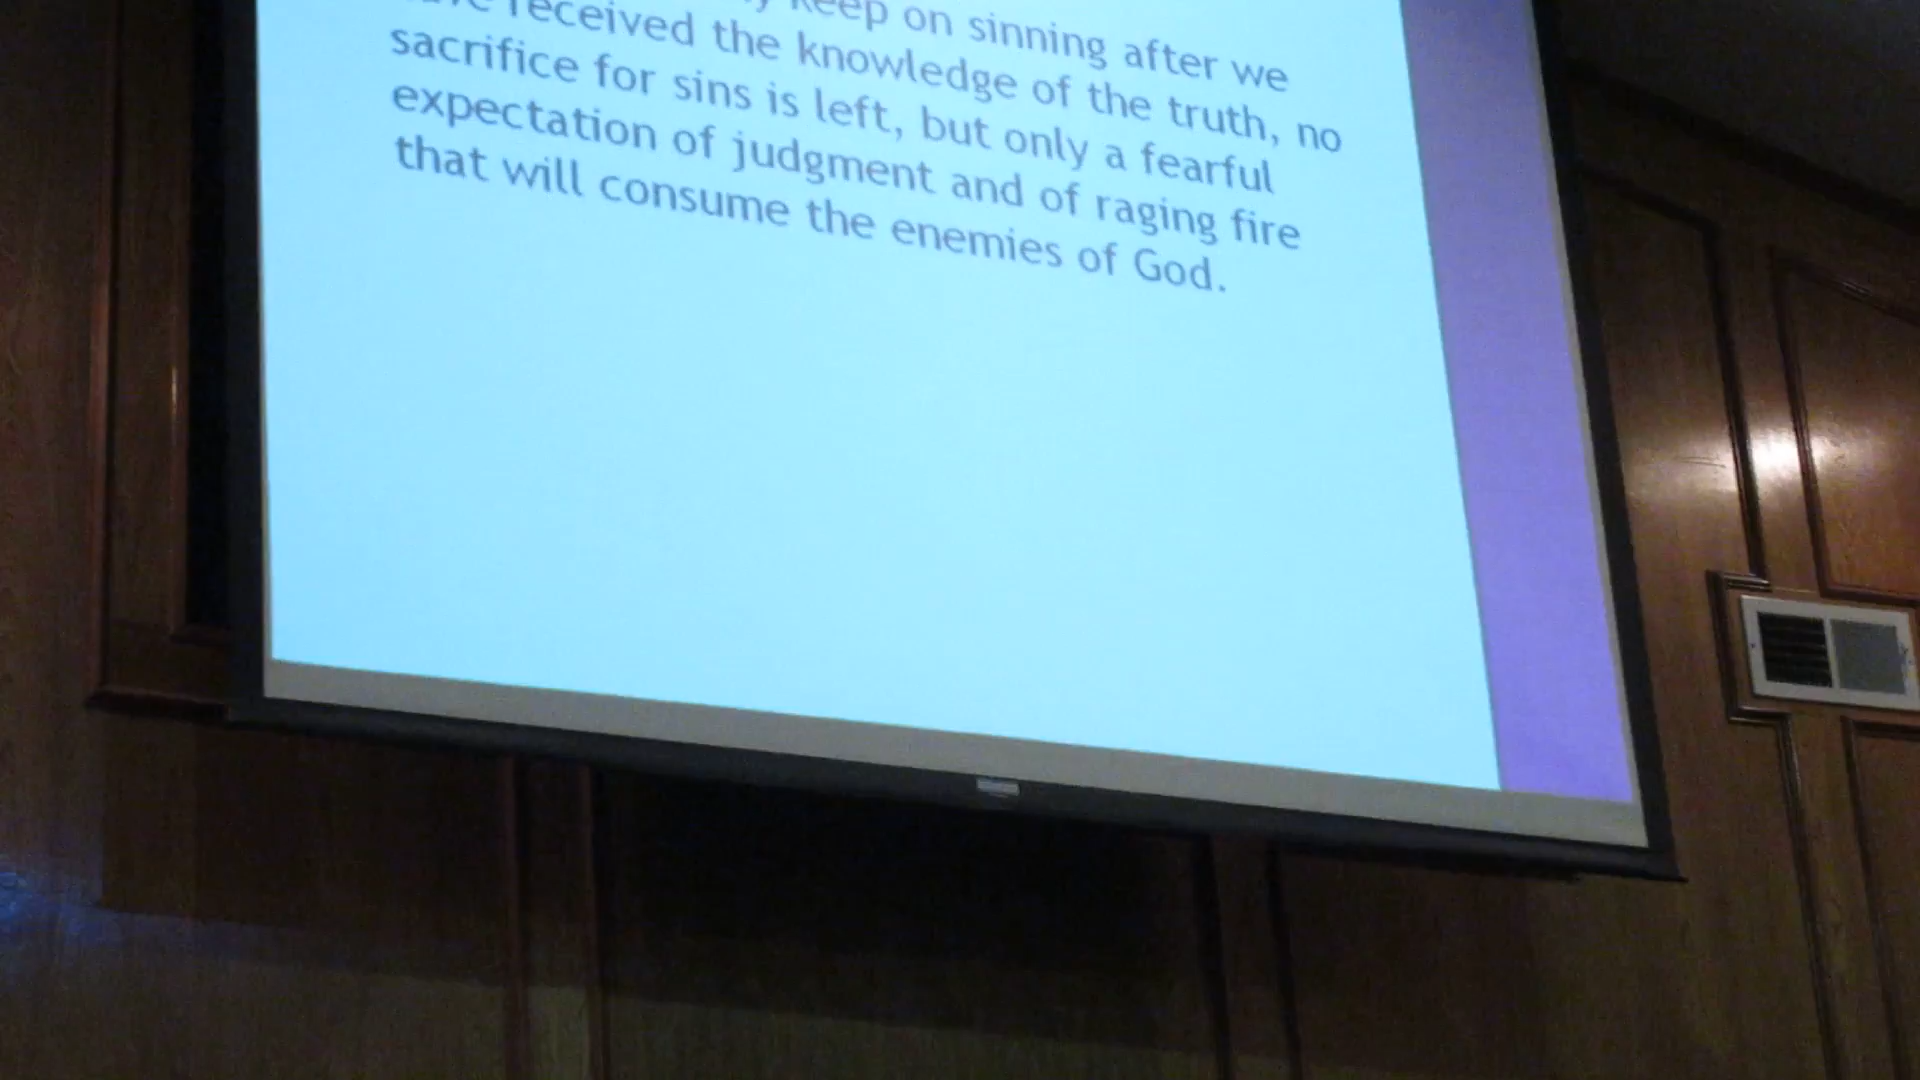 keep on sinning after we
received the knowledge of the truth, no
sacrifice for sins is left, but only a fearful
expectation of judgment and of raging fire
that will consume the enemies of God.